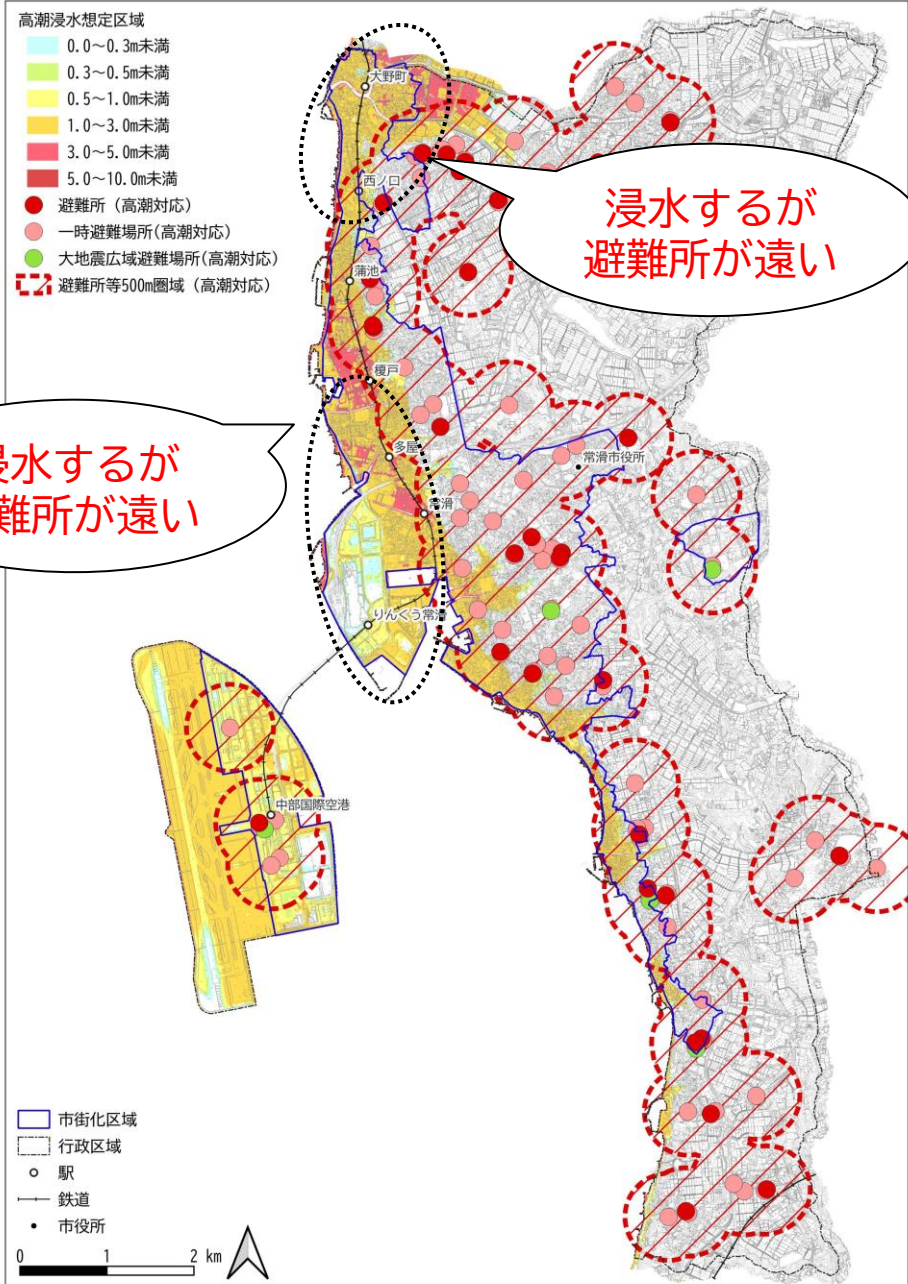 高潮浸水想定区域
0.0～0.3m未満
0.3～0.5m未満
0.5～1.0m未満
1.0～3.0m未満
3.0～5.0m未満
5.0～10.0m未満
避難所（高潮対応）
一時避難場所(高潮対応)
大地震広域避難場所(高潮対応)
避難所等500m圏域（高潮対応）
大野町
西ノ口
浸水するが
避難所が遠い
蒲池
榎戸
多屋
常滑市役所
浸水するが
難所が遠い
常滑
りんくう常滑
中部国際空港
市街化区域
行政区域
駅
鉄道
市役所
0 1 2 km